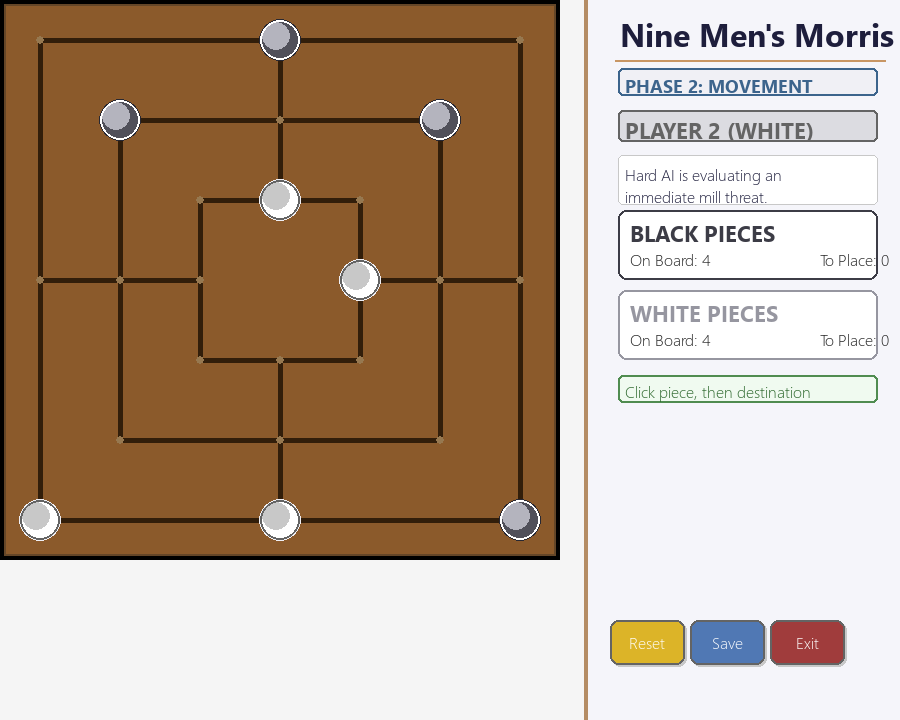 Nine Men's Morris
PHASE 2: MOVEMENT
PLAYER 2 (WHITE)
Hard AI is evaluating an
immediate mill threat.
BLACK PIECES
On Board: 4 To Place: 0
WHITE PIECES
On Board: 4 To Place: 0
Click piece, then destination
Reset Save Exit